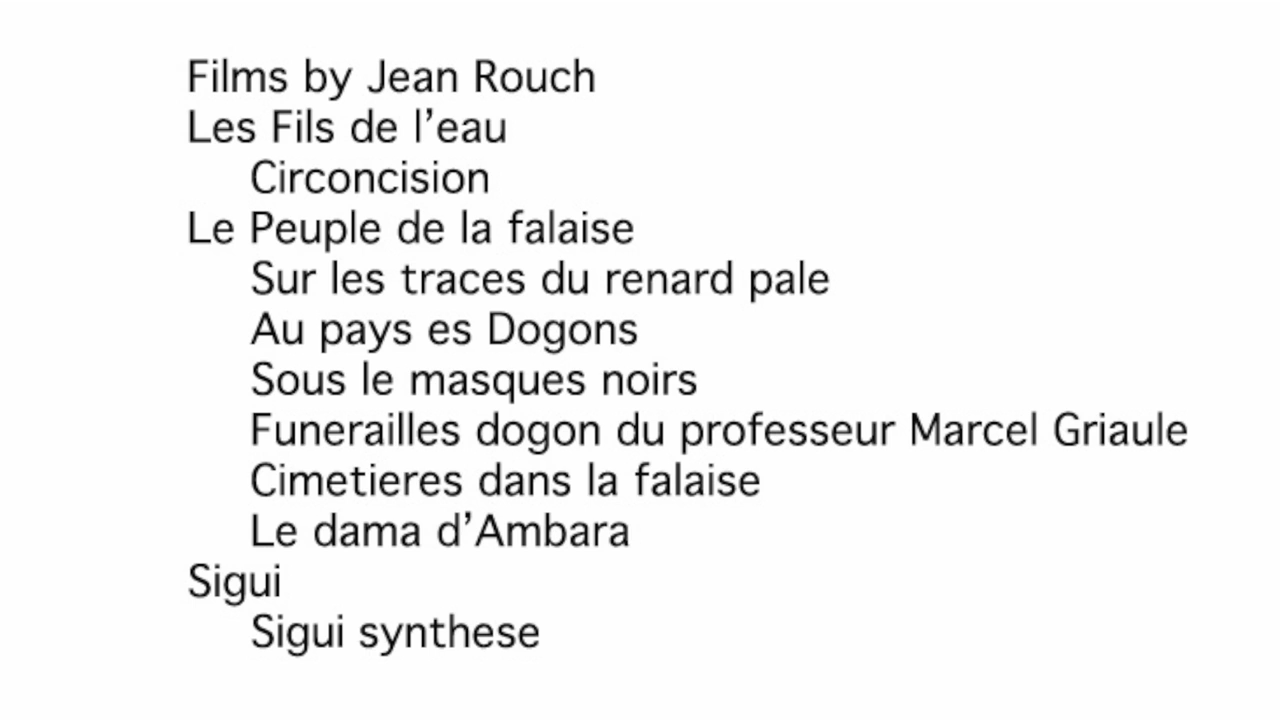 Films by Jean Rouch
Les Fils de l’eau
Circoncision
Le Peuple de la falaise
Sur les traces du renard pale
Au pays es Dogons
Sous le masques noirs
Funerailles dogon du professeur Marcel Griaule
Cimetieres dans la falaise
Le dama d’Ambara
Sigui
Sigui synthese